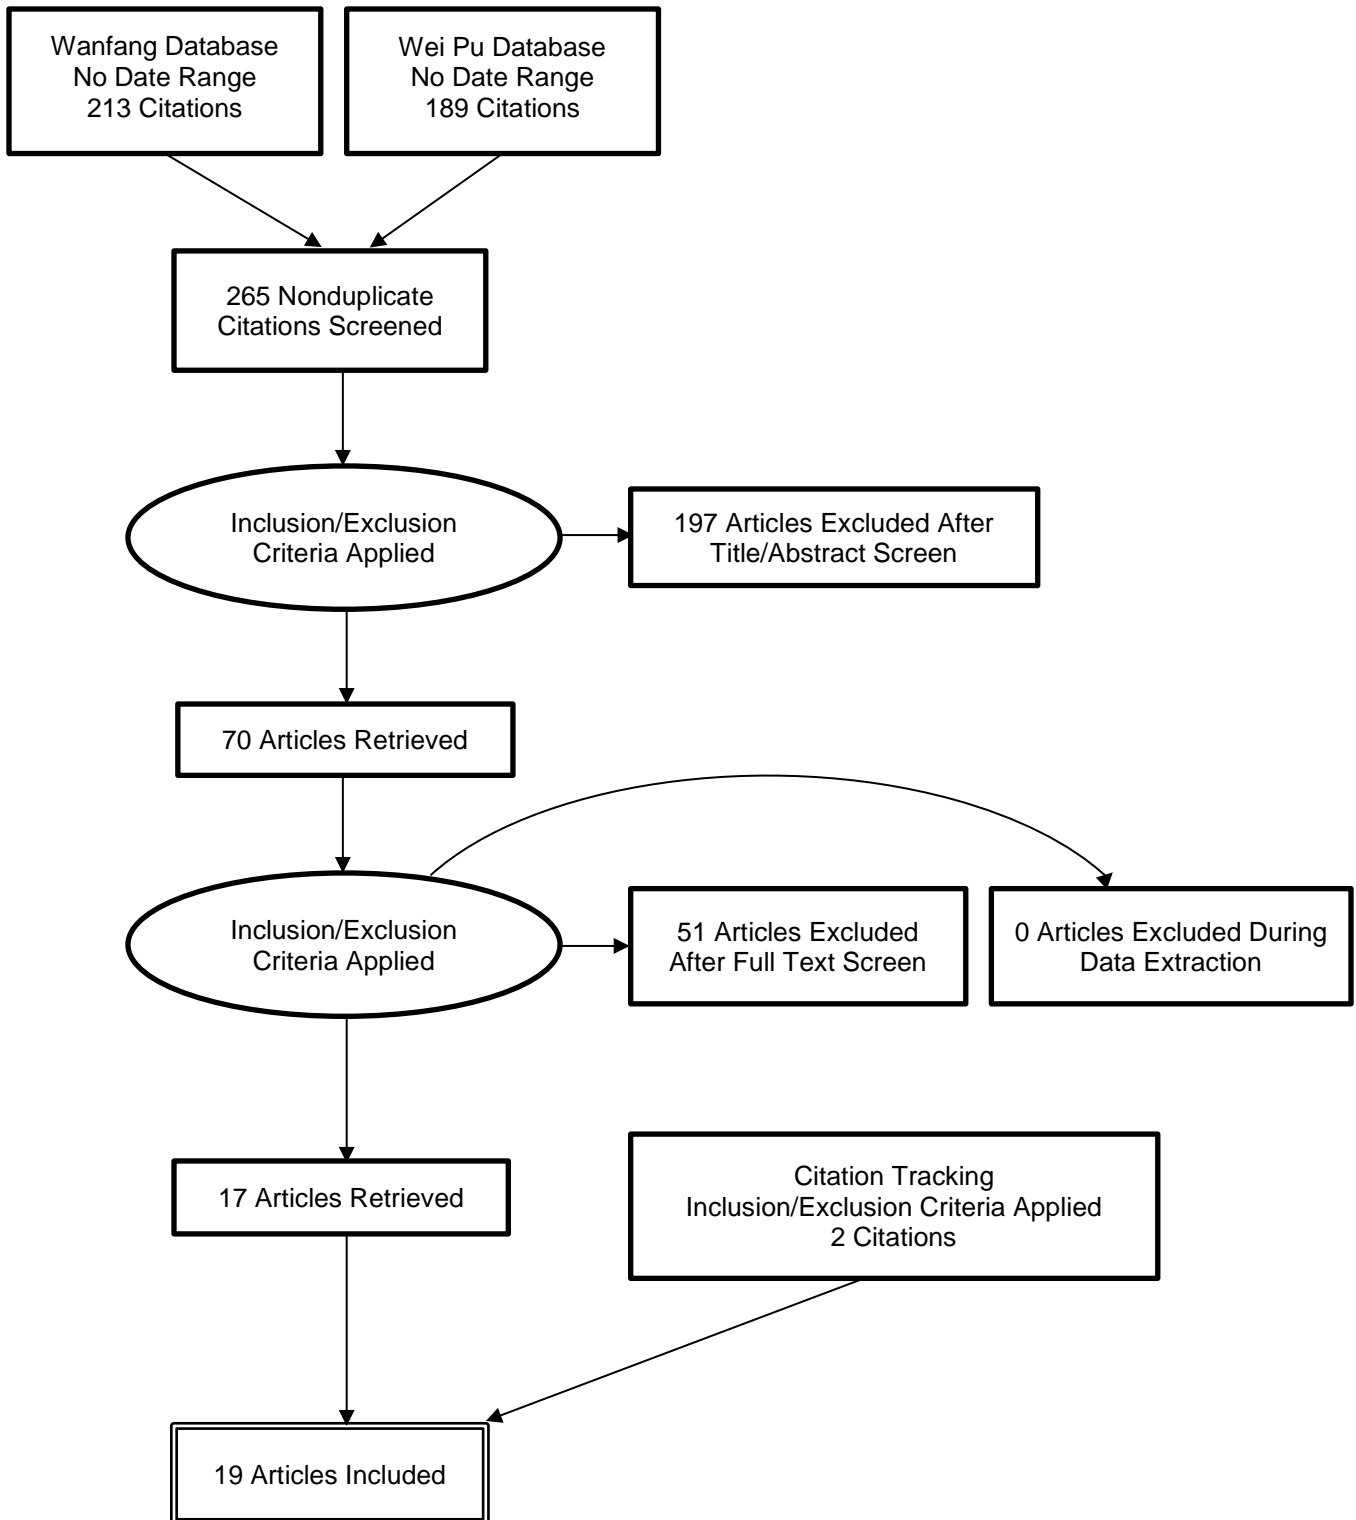 Wanfang Database
No Date Range
213 Citations
Wei Pu Database
No Date Range
189 Citations
265 Nonduplicate
Citations Screened
Inclusion/Exclusion
Criteria Applied
197 Articles Excluded After
Title/Abstract Screen
70 Articles Retrieved
Inclusion/Exclusion
Criteria Applied
51 Articles Excluded
After Full Text Screen
0 Articles Excluded During
Data Extraction
17 Articles Retrieved
Citation Tracking
Inclusion/Exclusion Criteria Applied
2 Citations
19 Articles Included